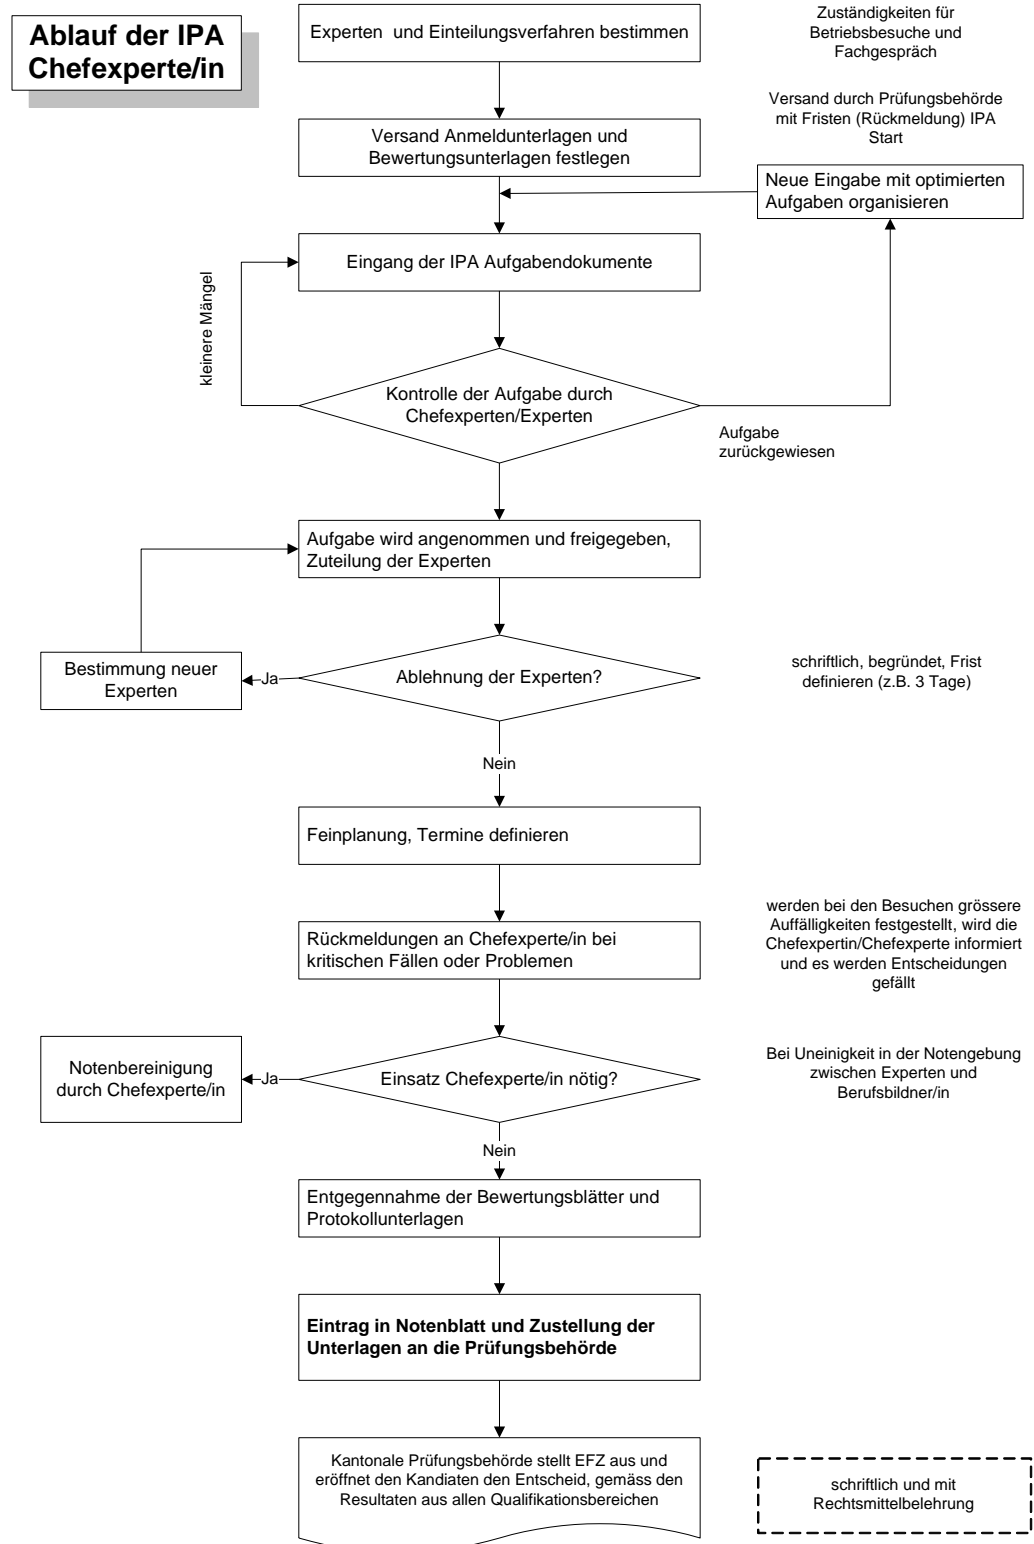 Ablauf der IPA
Chefexperte/in
Experten  und Einteilungsverfahren bestimmen
Zuständigkeiten für
Betriebsbesuche und
Fachgespräch
Versand durch Prüfungsbehörde
mit Fristen (Rückmeldung) IPA
Start
Versand Anmeldunterlagen und
Bewertungsunterlagen festlegen
Neue Eingabe mit optimierten
Aufgaben organisieren
Eingang der IPA Aufgabendokumente
kleinere Mängel
Kontrolle der Aufgabe durch
Chefexperten/Experten
Aufgabe
zurückgewiesen
Aufgabe wird angenommen und freigegeben,
Zuteilung der Experten
Bestimmung neuer
Experten
Ja
Ablehnung der Experten?
schriftlich, begründet, Frist
definieren (z.B. 3 Tage)
Nein
Feinplanung, Termine definieren
Rückmeldungen an Chefexperte/in bei
kritischen Fällen oder Problemen
werden bei den Besuchen grössere
Auffälligkeiten festgestellt, wird die
Chefexpertin/Chefexperte informiert
und es werden Entscheidungen
gefällt
Notenbereinigung
durch Chefexperte/in
Ja
Einsatz Chefexperte/in nötig?
Bei Uneinigkeit in der Notengebung
zwischen Experten und
Berufsbildner/in
Nein
Entgegennahme der Bewertungsblätter und
Protokollunterlagen
Eintrag in Notenblatt und Zustellung der
Unterlagen an die Prüfungsbehörde
Kantonale Prüfungsbehörde stellt EFZ aus und
eröffnet den Kandiaten den Entscheid, gemäss den
Resultaten aus allen Qualifikationsbereichen
schriftlich und mit
Rechtsmittelbelehrung